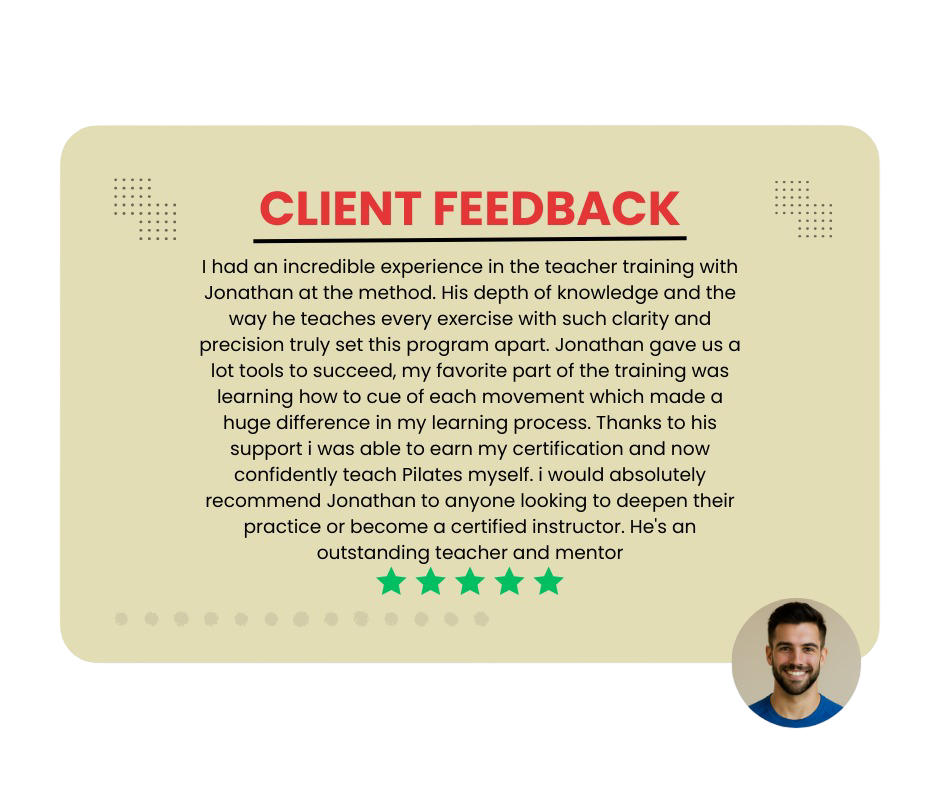 CLIENT FEEDBACK
I had an incredible experience in the teacher training with
Jonathan at the method. His depth of knowledge and the
way he teaches every exercise with such clarity and
precision truly set this program apart. Jonathan gave us a
lot tools to succeed, my favorite part of the training was
learning how to cue of each movement which made a
huge difference in my learning process. Thanks to his
support i was able to earn my certification and now
confidently teach Pilates myself. i would absolutely
recommend Jonathan to anyone looking to deepen their
practice or become a certified instructor. He's an
outstanding teacher and mentor